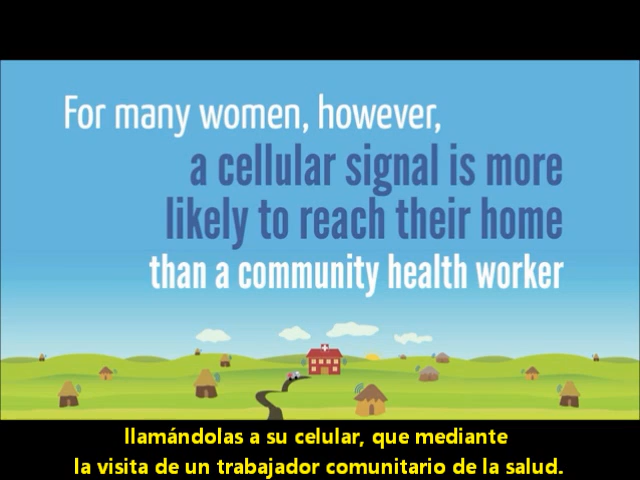 For many women, however,
a cellular signal is more
likely to reach their home
than a community health worker
llamándolas a su celular, que mediante
la visita de un trabajador comunitario de la salud.